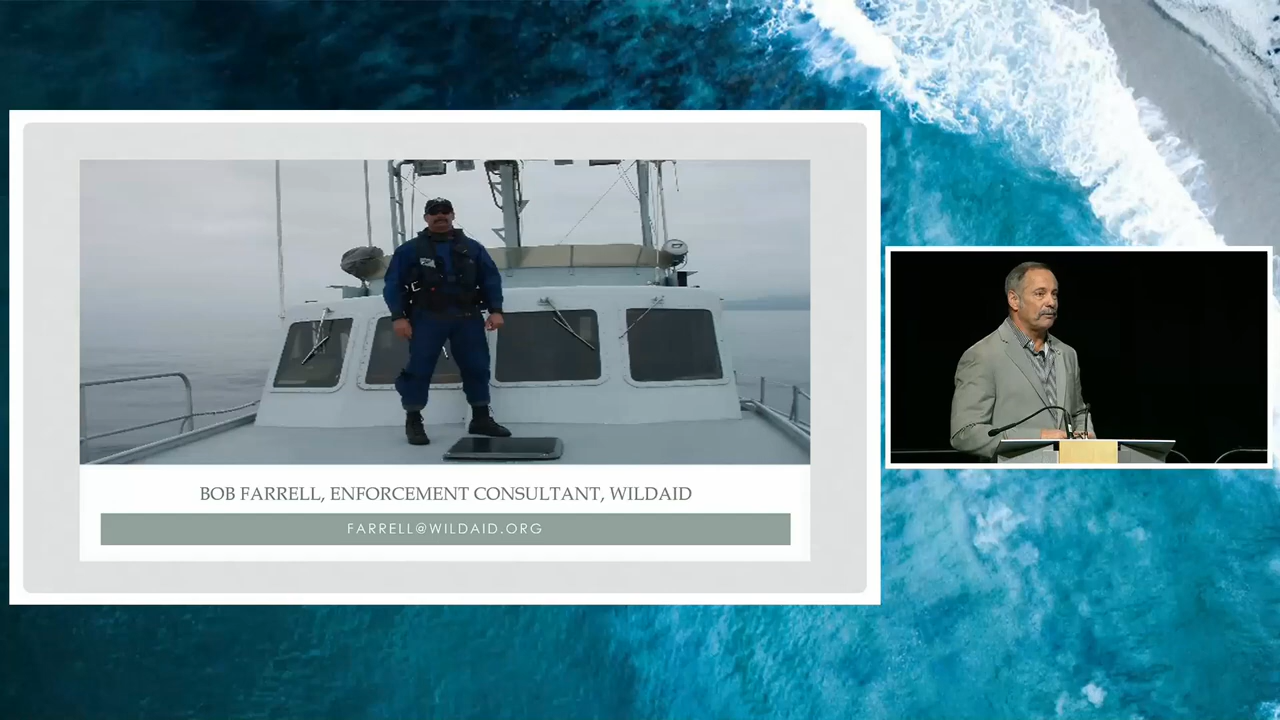 BOB FARRELL, ENFORCEMENT CONSULTANT, WILDAID
FARRELL@WILDAID.ORG